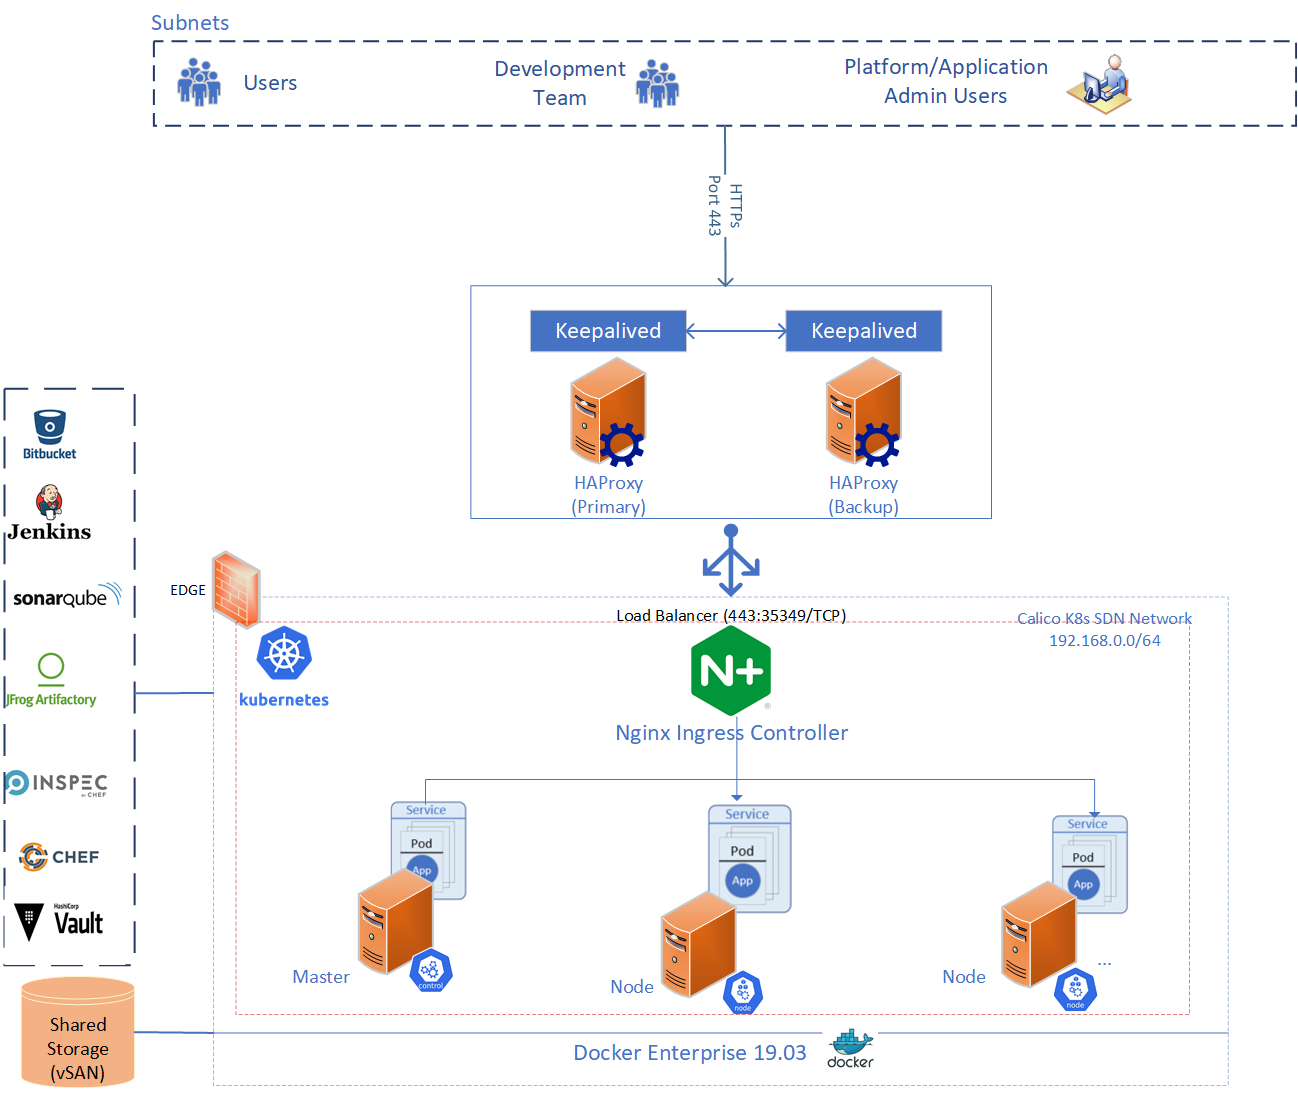 Subnets
Users
Development
Team
Platform/Application
Admin Users
HTTPs
Port 443
Keepalived
Keepalived
HAProxy
(Primary)
HAProxy
(Backup)
Bitbucket
Jenkins
sonarqube
JFrog Artifactory
INSPEC
BY CHEF
CHEF
HashiCorp
Vault
Shared
Storage
(vSAN)
EDGE
kubernetes
Load Balancer (443:35349/TCP)
Calico K8s SDN Network
192.168.0.0/64
N+
®
Nginx Ingress Controller
Service
Pod
App
Master
control
Service
Pod
App
Node
node
Service
Pod
App
Node
node
...
Docker Enterprise 19.03
docker